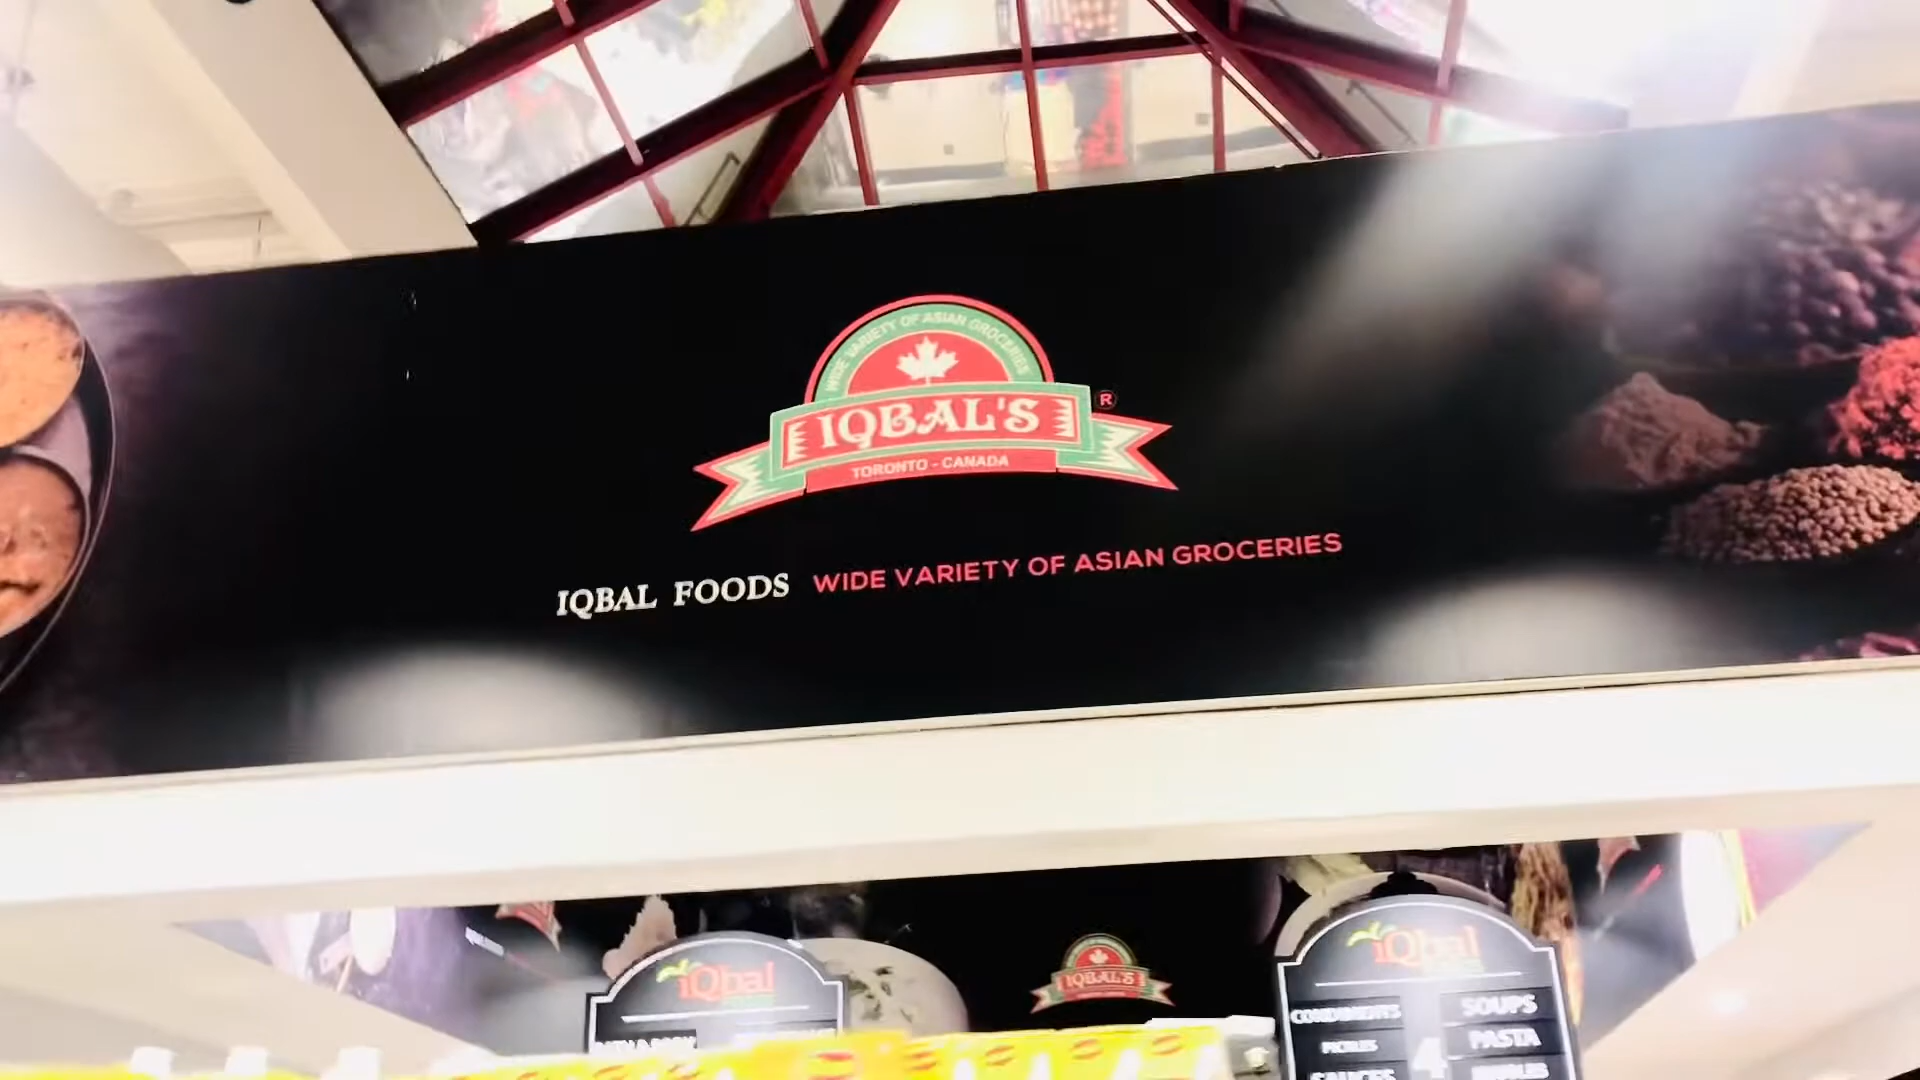 WIDE VARIETY OF ASIAN GROCERIES
IQBAL'S ®
TORONTO - CANADA
IQBAL FOODS WIDE VARIETY OF ASIAN GROCERIES
iQbal
IQBAL'S
iQbal
CONDIMENTS
PICKLES
SAUCES
4
SOUPS
PASTA